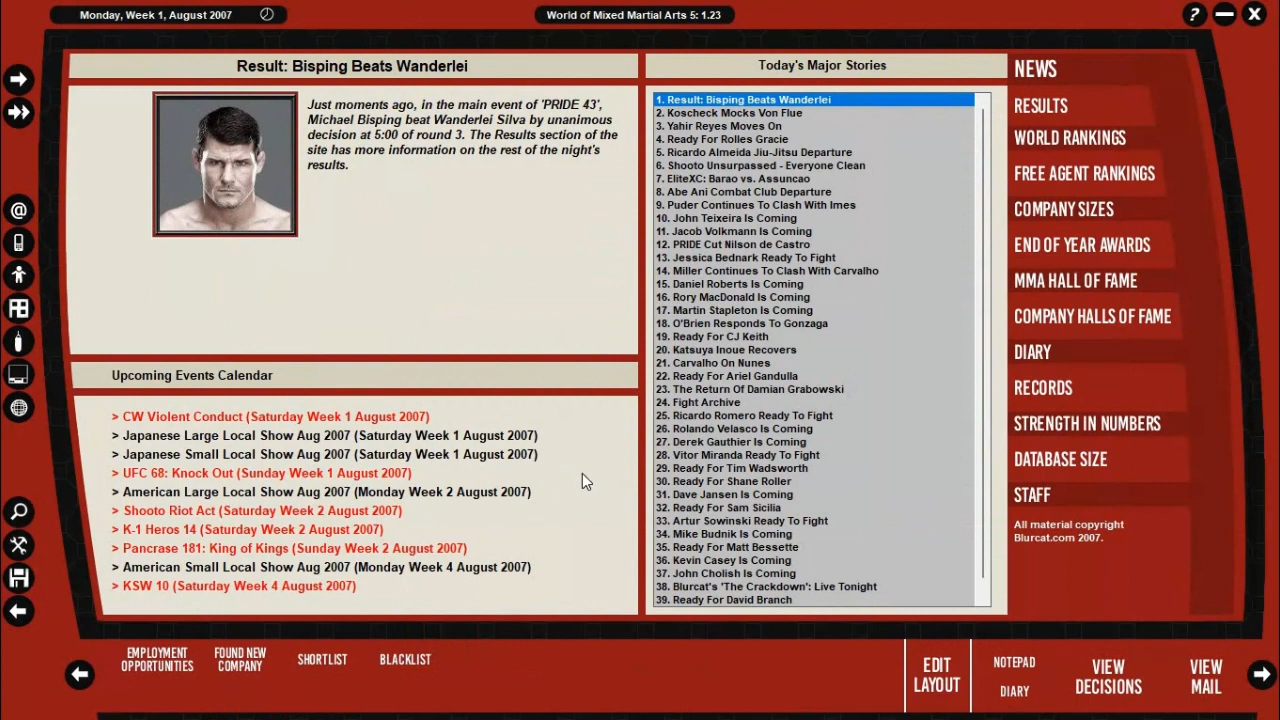 Monday, Week 1, August 2007
World of Mixed Martial Arts 5: 1.23
?
X
Result: Bisping Beats Wanderlei
Just moments ago, in the main event of 'PRIDE 43',
Michael Bisping beat Wanderlei Silva by unanimous
decision at 5:00 of round 3. The Results section of the
site has more information on the rest of the night's
results.
Upcoming Events Calendar
> CW Violent Conduct (Saturday Week 1 August 2007)
> Japanese Large Local Show Aug 2007 (Saturday Week 1 August 2007)
> Japanese Small Local Show Aug 2007 (Saturday Week 1 August 2007)
> UFC 68: Knock Out (Sunday Week 1 August 2007)
> American Large Local Show Aug 2007 (Monday Week 2 August 2007)
> Shooto Riot Act (Saturday Week 2 August 2007)
> K-1 Heros 14 (Saturday Week 2 August 2007)
> Pancrase 181: King of Kings (Sunday Week 2 August 2007)
> American Small Local Show Aug 2007 (Monday Week 4 August 2007)
> KSW 10 (Saturday Week 4 August 2007)
Today's Major Stories
1. Result: Bisping Beats Wanderlei
2. Koscheck Mocks Von Flue
3. Yahir Reyes Moves On
4. Ready For Rolles Gracie
5. Ricardo Almeida Jiu-Jitsu Departure
6. Shooto Unsurpassed - Everyone Clean
7. EliteXC: Barao vs. Assuncao
8. Abe Ani Combat Club Departure
9. Puder Continues To Clash With Imes
10. John Teixeira Is Coming
11. Jacob Volkmann Is Coming
12. PRIDE Cut Nilson de Castro
13. Jessica Bednark Ready To Fight
14. Miller Continues To Clash With Carvalho
15. Daniel Roberts Is Coming
16. Rory MacDonald Is Coming
17. Martin Stapleton Is Coming
18. O'Brien Responds To Gonzaga
19. Ready For CJ Keith
20. Katsuya Inoue Recovers
21. Carvalho On Nunes
22. Ready For Ariel Gandulla
23. The Return Of Damian Grabowski
24. Fight Archive
25. Ricardo Romero Ready To Fight
26. Rolando Velasco Is Coming
27. Derek Gauthier Is Coming
28. Vitor Miranda Ready To Fight
29. Ready For Tim Wadsworth
30. Ready For Shane Roller
31. Dave Jansen Is Coming
32. Ready For Sam Sicilia
33. Artur Sowinski Ready To Fight
34. Mike Budnik Is Coming
35. Ready For Matt Bessette
36. Kevin Casey Is Coming
37. John Cholish Is Coming
38. Blurcat's 'The Crackdown': Live Tonight
39. Ready For David Branch
NEWS
RESULTS
WORLD RANKINGS
FREE AGENT RANKINGS
COMPANY SIZES
END OF YEAR AWARDS
MMA HALL OF FAME
COMPANY HALLS OF FAME
DIARY
RECORDS
STRENGTH IN NUMBERS
DATABASE SIZE
STAFF
All material copyright
Blurcat.com 2007.
@
EMPLOYMENT
OPPORTUNITIES
FOUND NEW
COMPANY
SHORTLIST
BLACKLIST
EDIT
LAYOUT
NOTEPAD
DIARY
VIEW
DECISIONS
VIEW
MAIL